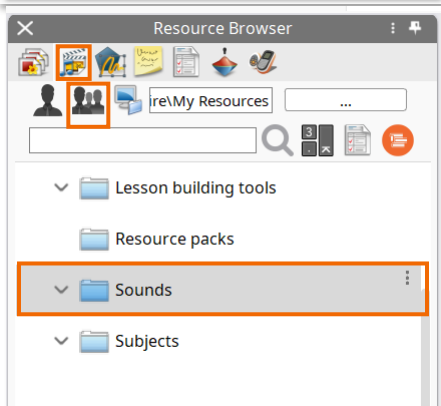 Resource Browser
ire\My Resources
...
Lesson building tools
Resource packs
Sounds
Subjects